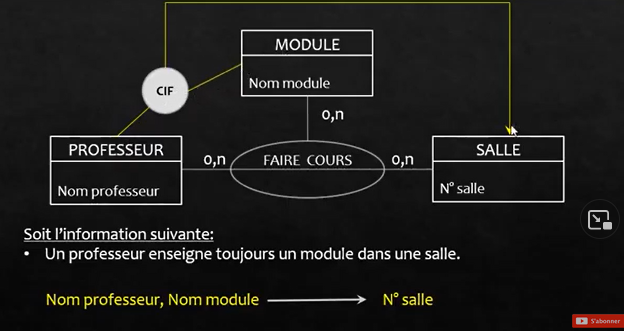 MODULE
Nom module
CIF
0,n
PROFESSEUR
Nom professeur
0,n
FAIRE COURS
0,n
SALLE
N° salle
Soit l'information suivante:
• Un professeur enseigne toujours un module dans une salle.
Nom professeur, Nom module → N° salle
S'abonner